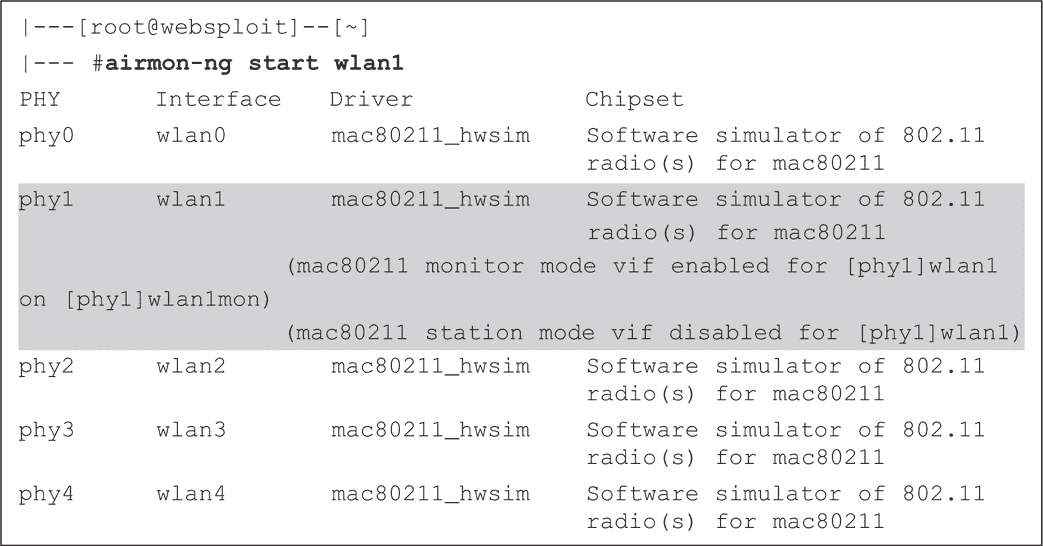 |---[root@websploit]--[~]
|--- #airmon-ng start wlan1
PHY Interface Driver Chipset
phy0 wlan0 mac80211_hwsim Software simulator of 802.11
radio(s) for mac80211
phy1 wlan1 mac80211_hwsim Software simulator of 802.11
radio(s) for mac80211
(mac80211 monitor mode vif enabled for [phy1]wlan1
on [phy1]wlan1mon)
(mac80211 station mode vif disabled for [phy1]wlan1)
phy2 wlan2 mac80211_hwsim Software simulator of 802.11
radio(s) for mac80211
phy3 wlan3 mac80211_hwsim Software simulator of 802.11
radio(s) for mac80211
phy4 wlan4 mac80211_hwsim Software simulator of 802.11
radio(s) for mac80211